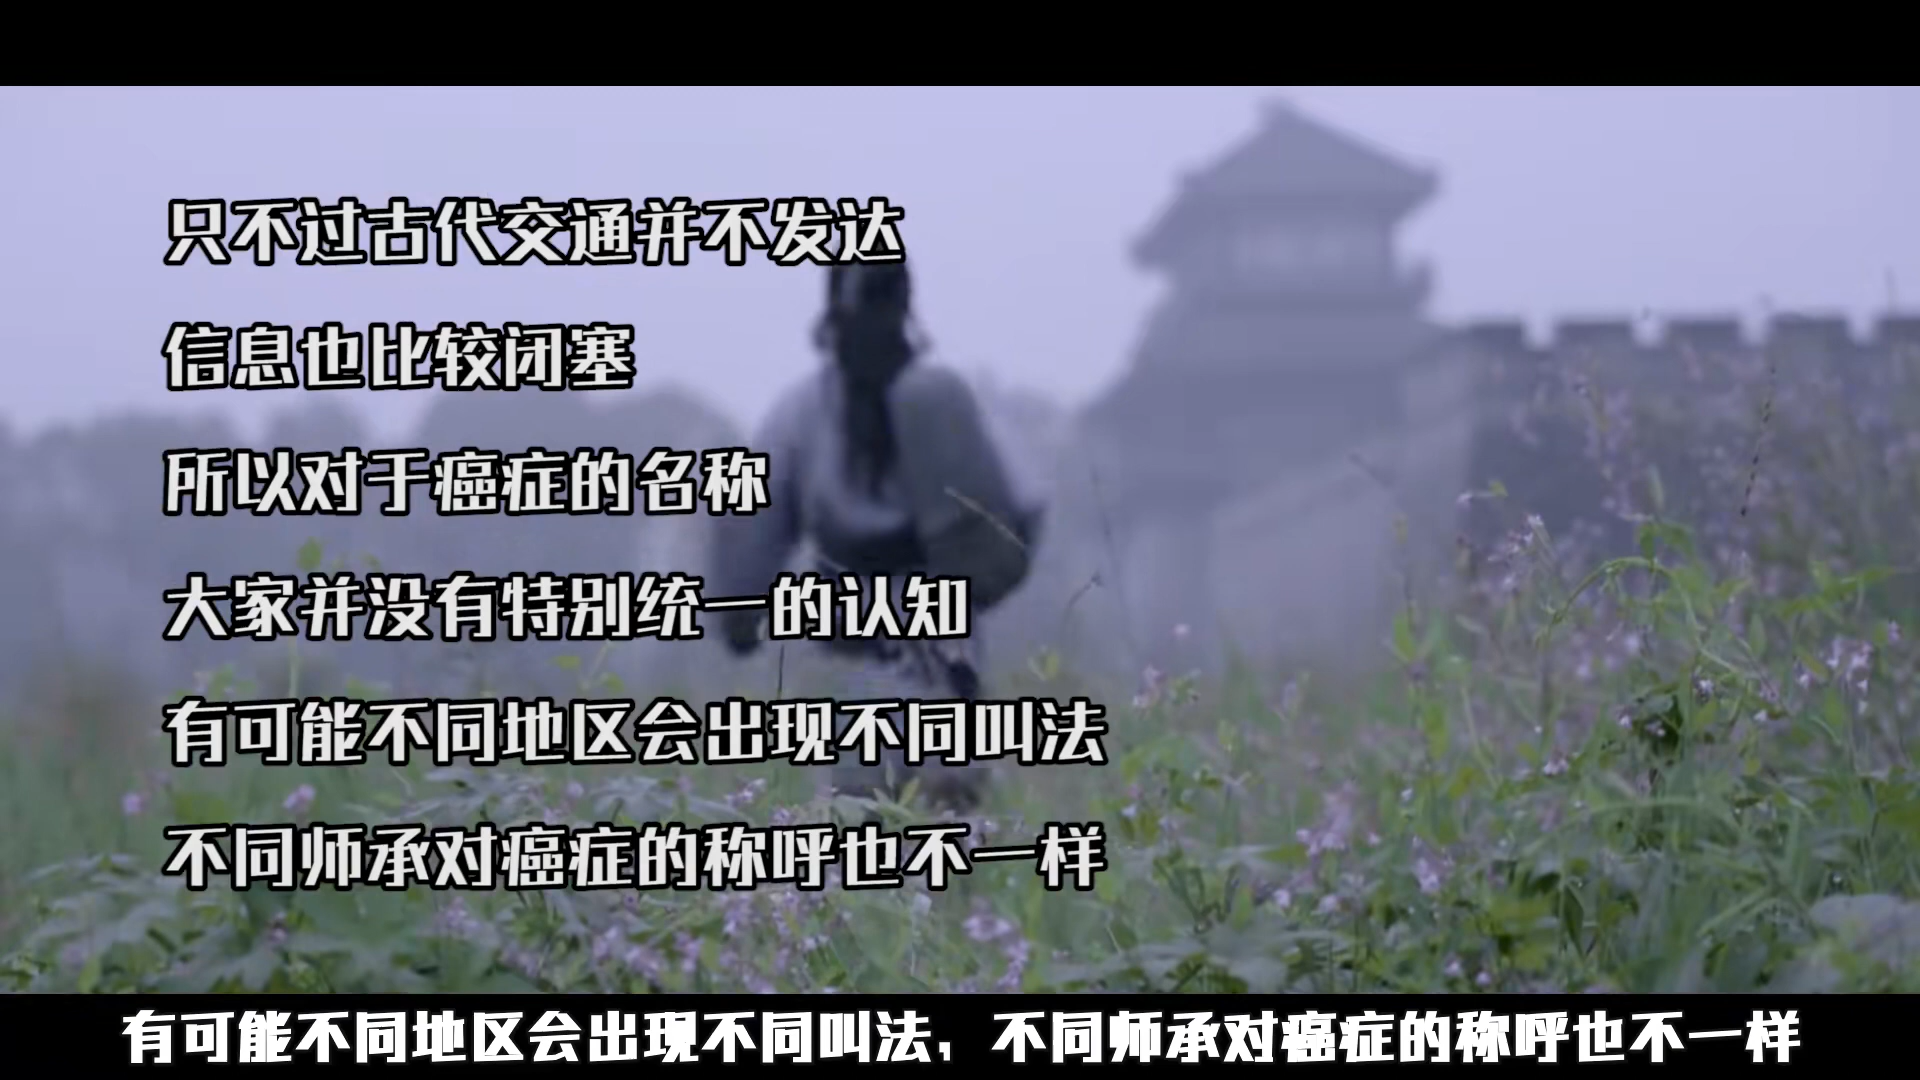 只不过古代交通并不发达
信息也比较闭塞
所以对于癌症的名称
大家并没有特别统一的认知
有可能不同地区会出现不同叫法
不同师承对癌症的称呼也不一样
有可能不同地区会出现不同叫法，不同师承对癌症的称呼也不一样